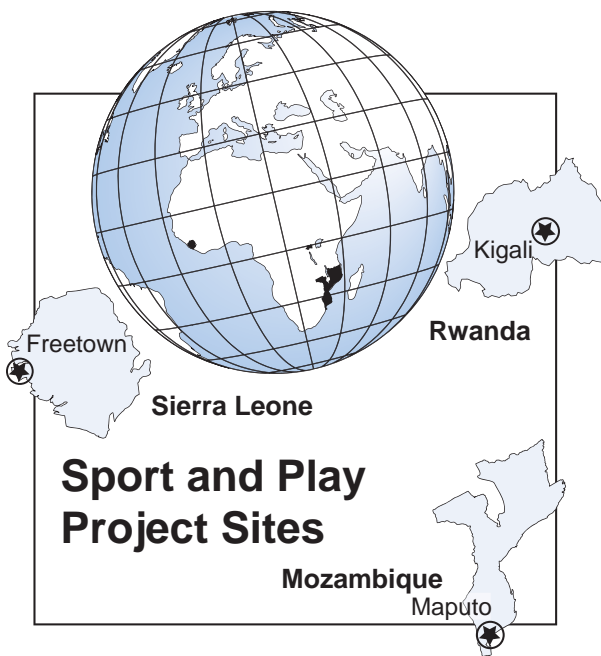 Kigali
Rwanda
Freetown
Sierra Leone
Sport and Play
Project Sites
Mozambique
Maputo